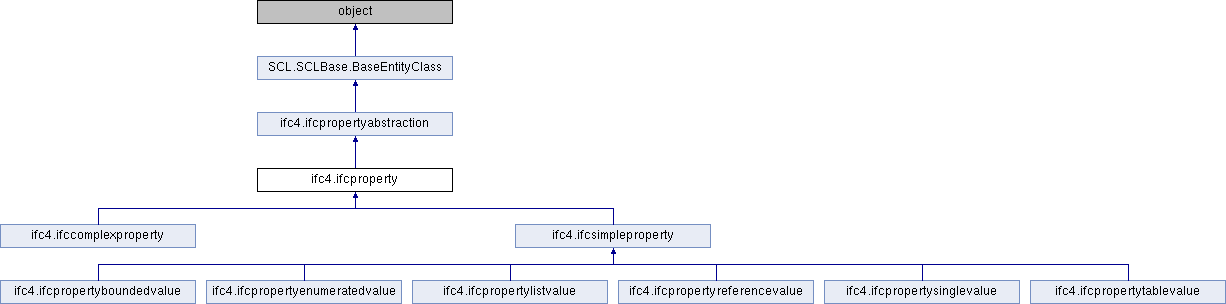 object
SCL.SCLBase.BaseEntityClass
ifc4.ifcpropertyabstraction
ifc4.ifcproperty
ifc4.ifccomplexproperty
ifc4.ifcsimpleproperty
ifc4.ifcpropertyboundedvalue
ifc4.ifcpropertyenumeratedvalue
ifc4.ifcpropertylistvalue
ifc4.ifcpropertyreferencevalue
ifc4.ifcpropertysinglevalue
ifc4.ifcpropertytablevalue